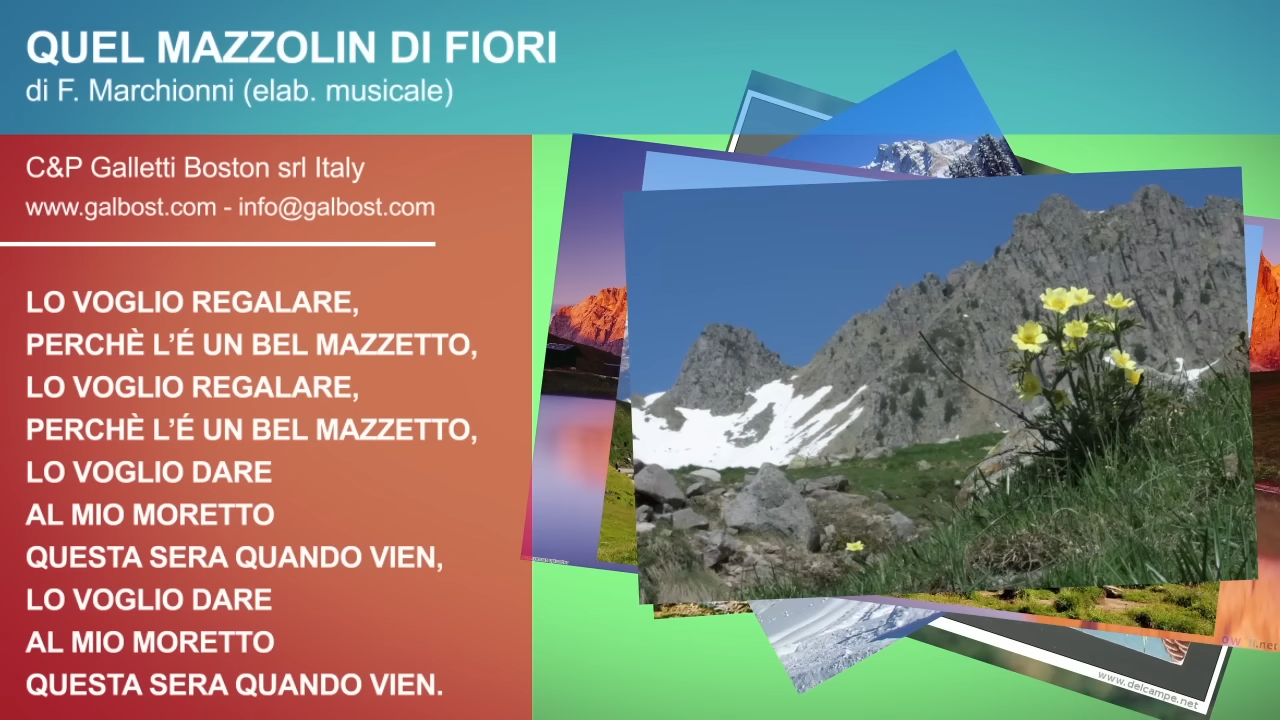 QUEL MAZZOLIN DI FIORI
di F. Marchionni (elab. musicale)
C&P Galletti Boston srl Italy
www.galbost.com - info@galbost.com
LO VOGLIO REGALARE,
PERCHÈ L’É UN BEL MAZZETTO,
LO VOGLIO REGALARE,
PERCHÈ L’É UN BEL MAZZETTO,
LO VOGLIO DARE
AL MIO MORETTO
QUESTA SERA QUANDO VIEN,
LO VOGLIO DARE
AL MIO MORETTO
QUESTA SERA QUANDO VIEN.
www.delcampe.net